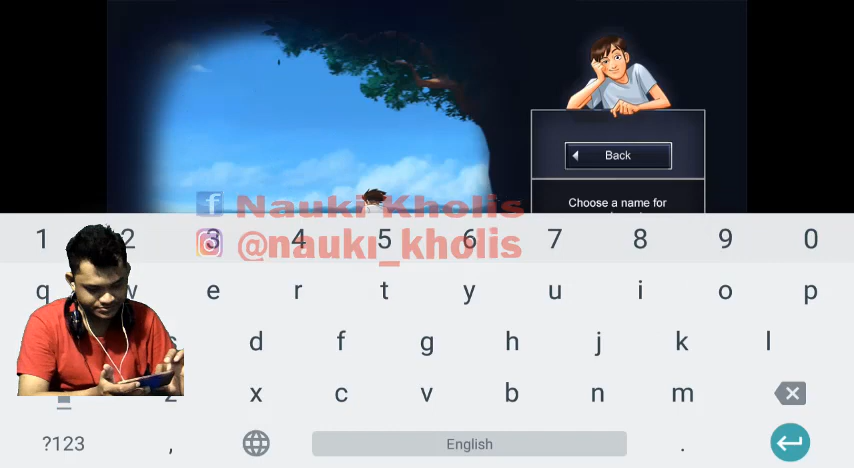 Back
Choose a name for
f Nauki Kholis
@nauki_kholis
1 2 3 4 5 6 7 8 9 0
q w e r t y u i o p
s d f g h j k l
z x c v b n m
?123 , English .